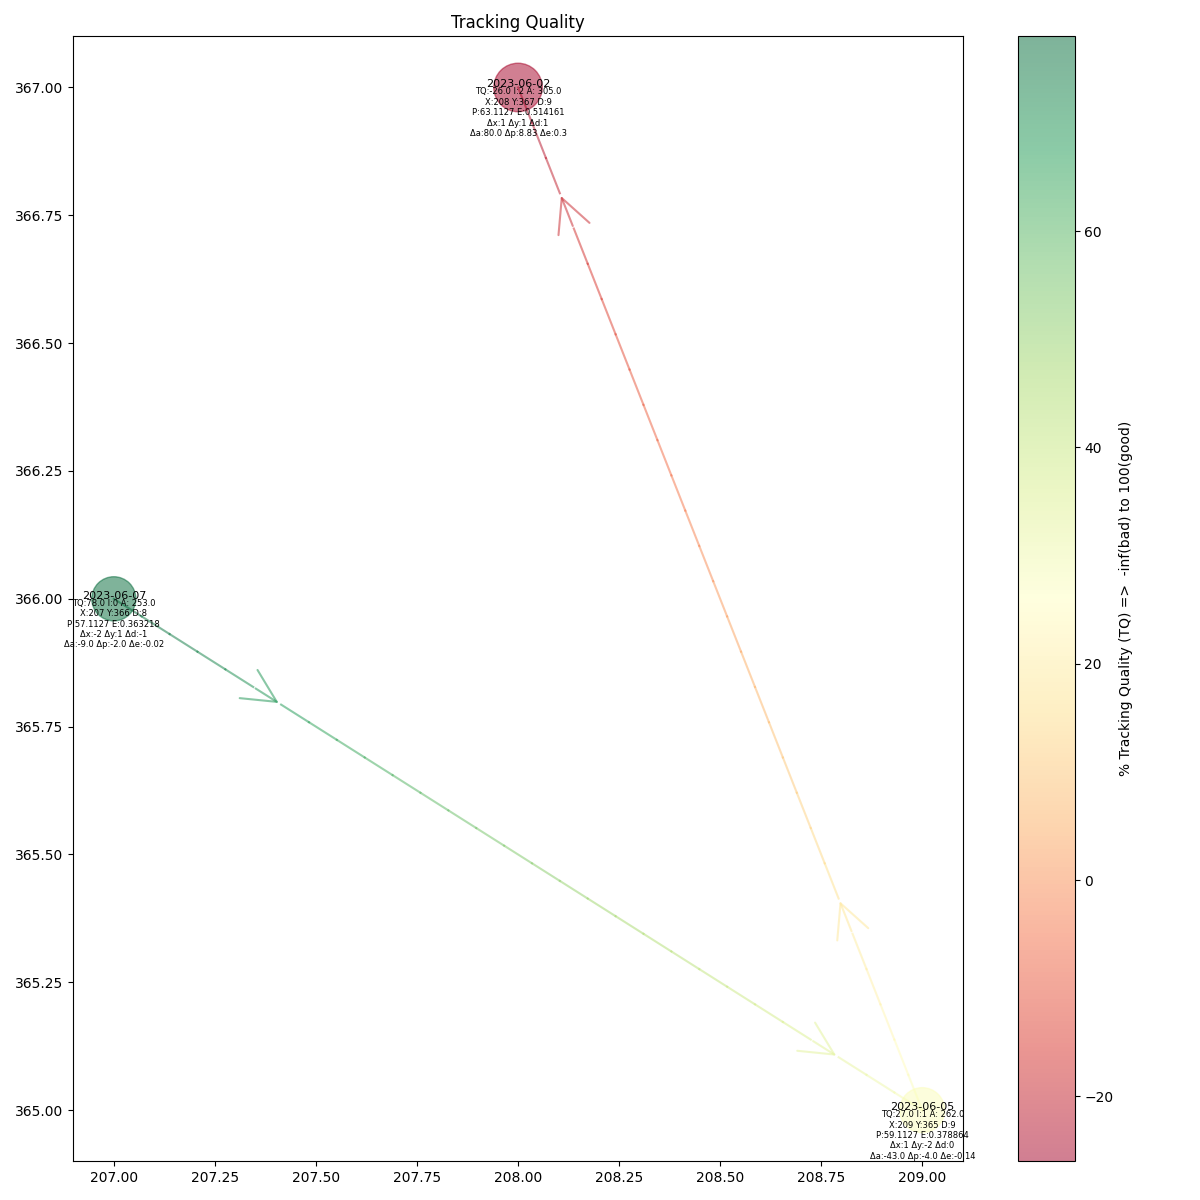 Tracking Quality
367.00
366.75
366.50
366.25
366.00
365.75
365.50
365.25
365.00
2023-06-02
TQ:-26.0 I:2 A: 305.0
X:208 Y:367 D:9
P:63.1127 E:0.514161
Δx:1 Δy:1 Δd:1
Δa:80.0 Δp:8.83 Δe:0.3
2023-06-07
TQ:78.0 I:0 A: 253.0
X:207 Y:366 D:8
P:57.1127 E:0.363218
Δx:-2 Δy:1 Δd:-1
Δa:-9.0 Δp:-2.0 Δe:-0.02
2023-06-05
TQ:27.0 I:1 A: 262.0
X:209 Y:365 D:9
P:59.1127 E:0.378864
Δx:1 Δy:-2 Δd:0
Δa:-43.0 Δp:-4.0 Δe:-0.14
207.00 207.25 207.50 207.75 208.00 208.25 208.50 208.75 209.00
60
40
20
0
−20
% Tracking Quality (TQ) => -inf(bad) to 100(good)